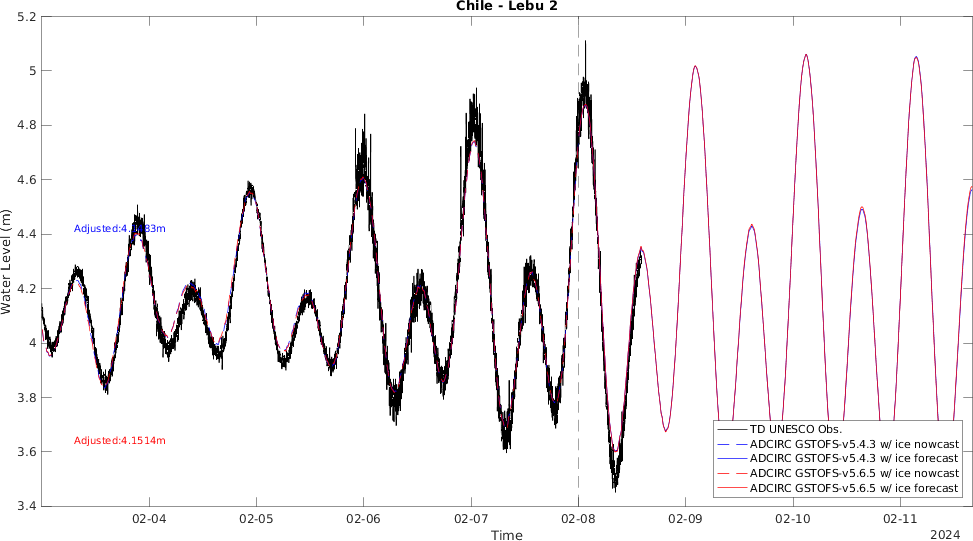 Chile - Lebu 2
5.2
5
4.8
4.6
4.4
4.2
4
3.8
3.6
3.4
Water Level (m)
Adjusted:4.1514m
TD UNESCO Obs.
ADCIRC GSTOFS-v5.4.3 w/ ice nowcast
ADCIRC GSTOFS-v5.4.3 w/ ice forecast
ADCIRC GSTOFS-v5.6.5 w/ ice nowcast
ADCIRC GSTOFS-v5.6.5 w/ ice forecast
02-04
02-05
02-06
02-07
02-08
02-09
02-10
02-11
Time
2024